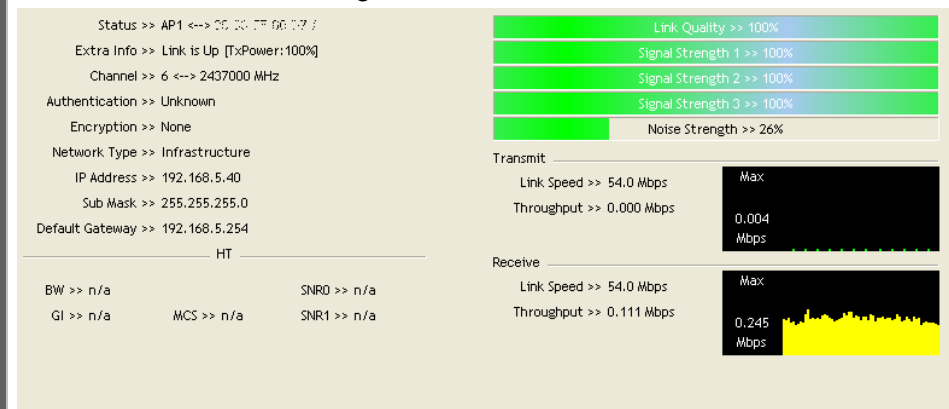 Status >> AP1 <-->
Extra Info >> Link is Up [TxPower:100%]
Channel >> 6 <--> 2437000 MHz
Authentication >> Unknown
Encryption >> None
Network Type >> Infrastructure
IP Address >> 192.168.5.40
Sub Mask >> 255.255.255.0
Default Gateway >> 192.168.5.254
HT
BW >> n/a
SNR0 >> n/a
GI >> n/a
MCS >> n/a
SNR1 >> n/a
Link Quality >> 100%
Signal Strength 1 >> 100%
Signal Strength 2 >> 100%
Signal Strength 3 >> 100%
Noise Strength >> 26%
Transmit
Link Speed >> 54.0 Mbps
Throughput >> 0.000 Mbps
Max
0.004
Mbps
Receive
Link Speed >> 54.0 Mbps
Throughput >> 0.111 Mbps
Max
0.245
Mbps